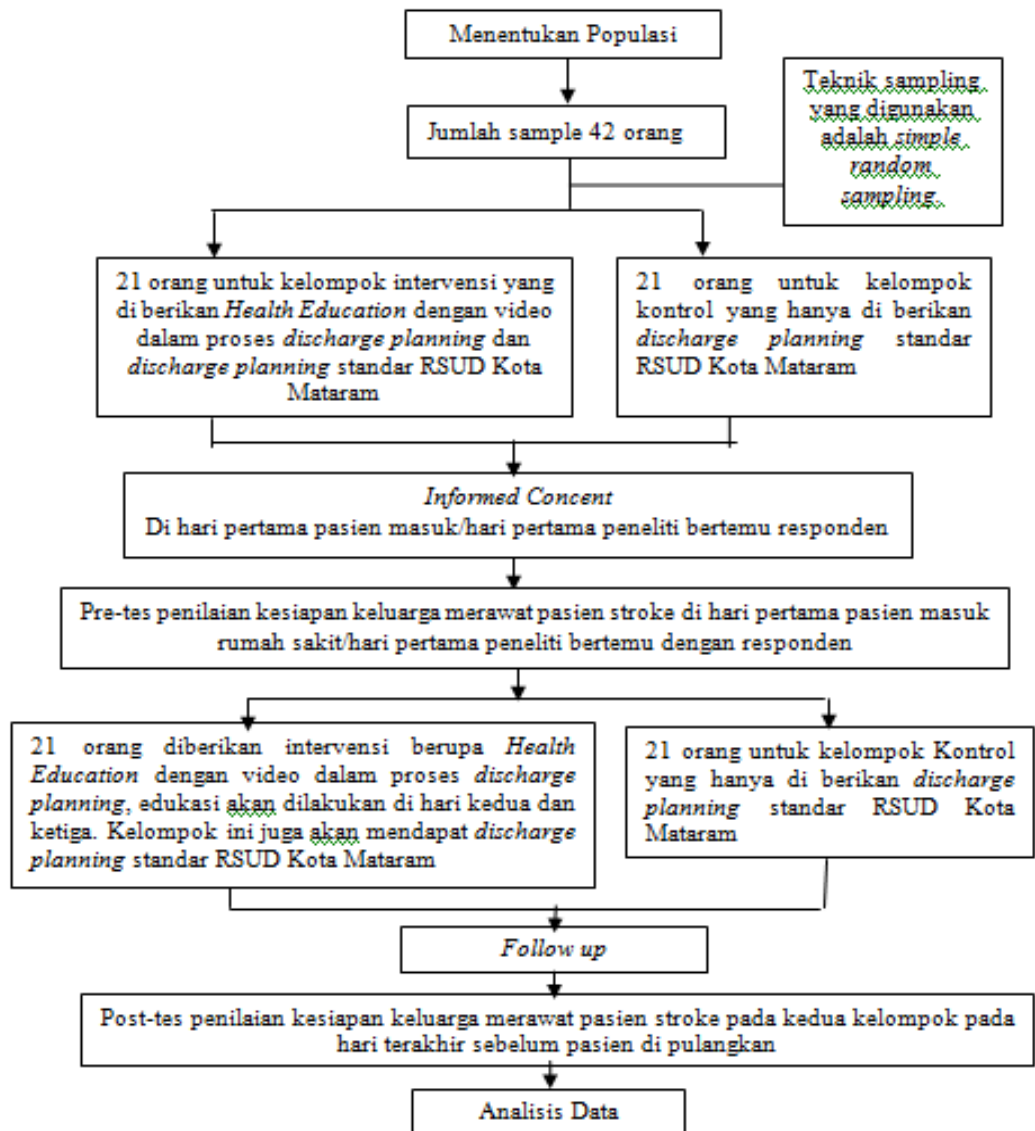 Menentukan Populasi
Teknik sampling
yang digunakan
adalah simple
random
sampling.
Jumlah sample 42 orang
21 orang untuk kelompok intervensi yang
di berikan Health Education dengan video
dalam proses discharge planning dan
discharge planning standar RSUD Kota
Mataram
21 orang untuk kelompok
kontrol yang hanya di berikan
discharge planning standar
RSUD Kota Mataram
Informed Concent
Di hari pertama pasien masuk/hari pertama peneliti bertemu responden
Pre-tes penilaian kesiapan keluarga merawat pasien stroke di hari pertama pasien masuk
rumah sakit/hari pertama peneliti bertemu dengan responden
21 orang diberikan intervensi berupa Health
Education dengan video dalam proses discharge
planning, edukasi akan dilakukan di hari kedua dan
ketiga. Kelompok ini juga akan mendapat discharge
planning standar RSUD Kota Mataram
21 orang untuk kelompok Kontrol
yang hanya di berikan discharge
planning standar RSUD Kota
Mataram
Follow up
Post-tes penilaian kesiapan keluarga merawat pasien stroke pada kedua kelompok pada
hari terakhir sebelum pasien di pulangkan
Analisis Data